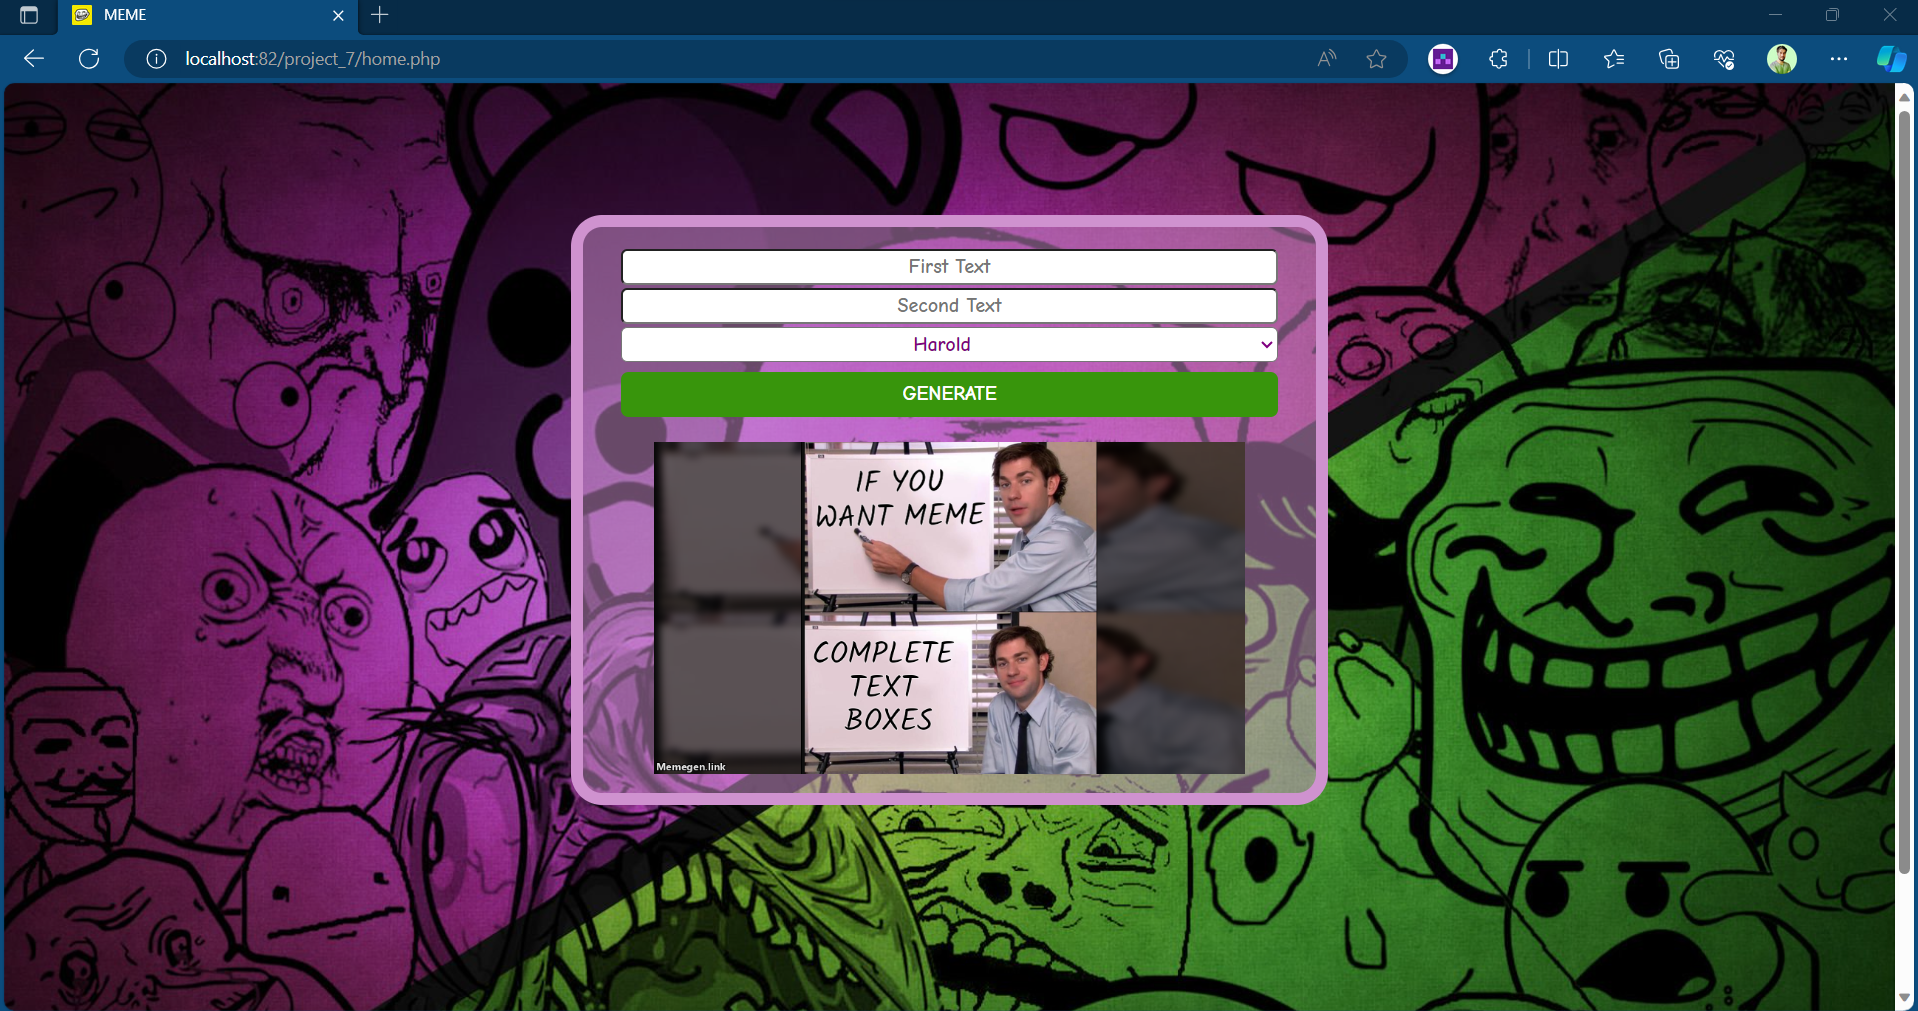 MEME
localhost:82/project_7/home.php
First Text
Second Text
Harold
GENERATE
IF YOU
WANT MEME
COMPLETE
TEXT
BOXES
Memegen.link